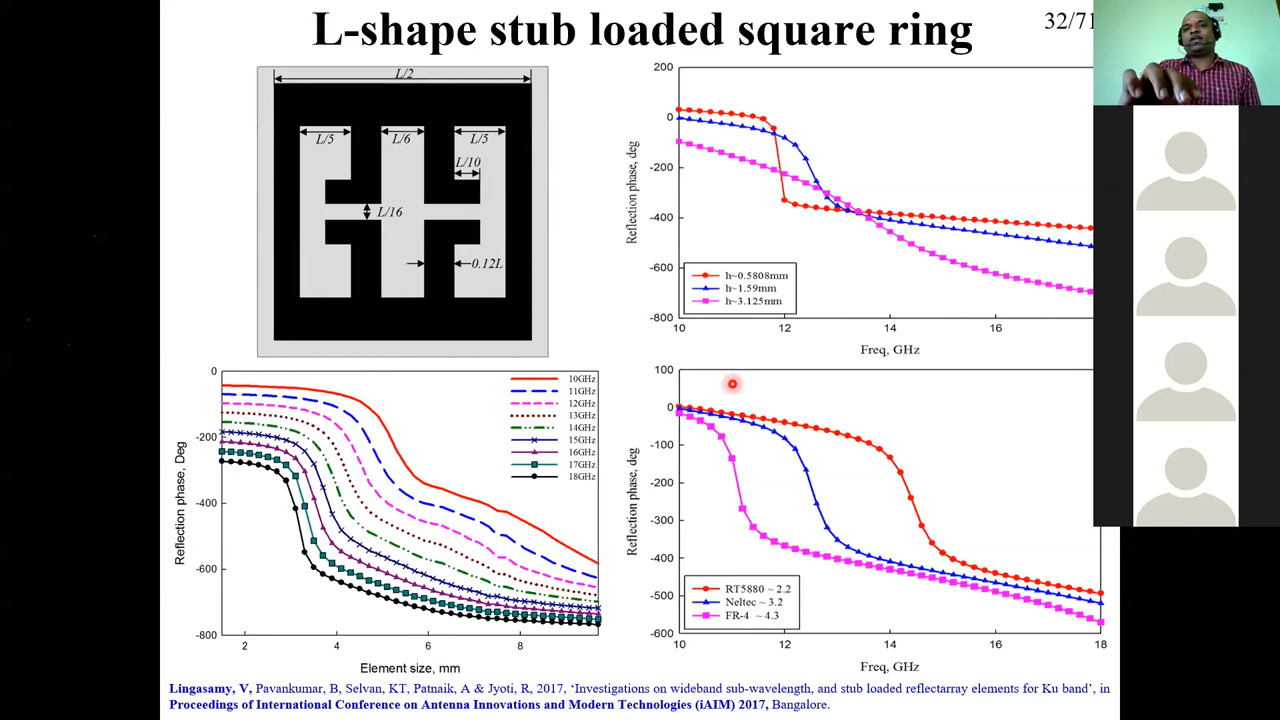 L-shape stub loaded square ring
32/71
L/2
L/5
L/6
L/5
L/10
L/16
0.12L
200
0
-200
-400
-600
-800
10
12
14
16
Reflection phase, deg
Freq, GHz
h~0.5808mm
h~1.59mm
h~3.125mm
0
-200
-400
-600
-800
2
4
6
8
Reflection phase, Deg
Element size, mm
10GHz
11GHz
12GHz
13GHz
14GHz
15GHz
16GHz
17GHz
18GHz
100
0
-100
-200
-300
-400
-500
-600
10
12
14
16
18
Reflection phase, deg
Freq, GHz
RT5880 ~ 2.2
Neltec ~ 3.2
FR-4 ~ 4.3
Lingasamy, V, Pavankumar, B, Selvan, KT, Patnaik, A & Jyoti, R, 2017, ‘Investigations on wideband sub-wavelength, and stub loaded reflectarray elements for Ku band’, in
Proceedings of International Conference on Antenna Innovations and Modern Technologies (iAIM) 2017, Bangalore.